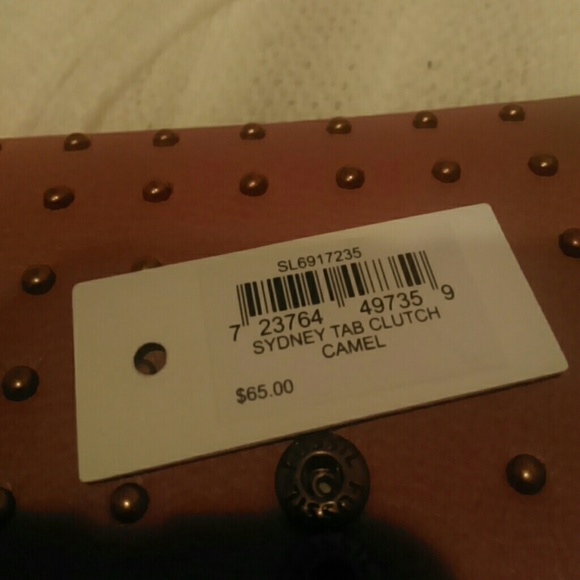 SL6917235
7 23764 49735 9
SYDNEY TAB CLUTCH
CAMEL
$65.00